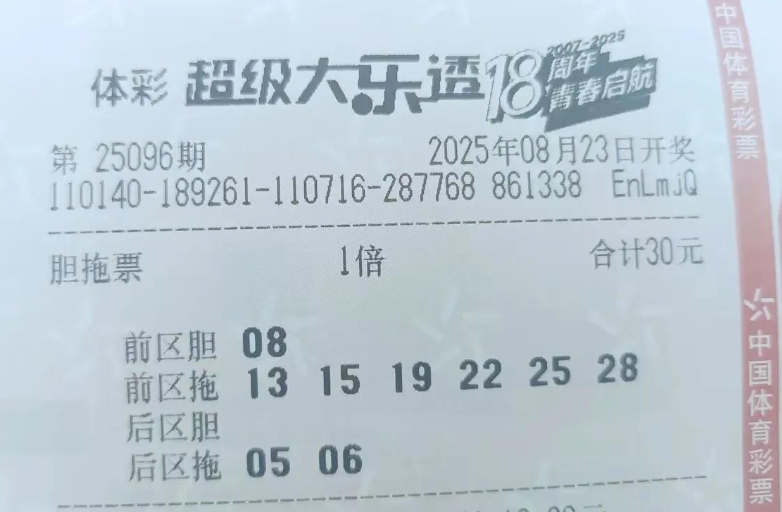 体彩 超级大乐透 18 2007-2025 周年 青春启航
第 25096期 2025年08月23日开奖
110140-189261-110716-287768 861338 EnLmjQ
胆拖票 1倍 合计30元
前区胆 08
前区拖 13 15 19 22 25 28
后区胆
后区拖 05 06
中国体育彩票
中国体育彩票